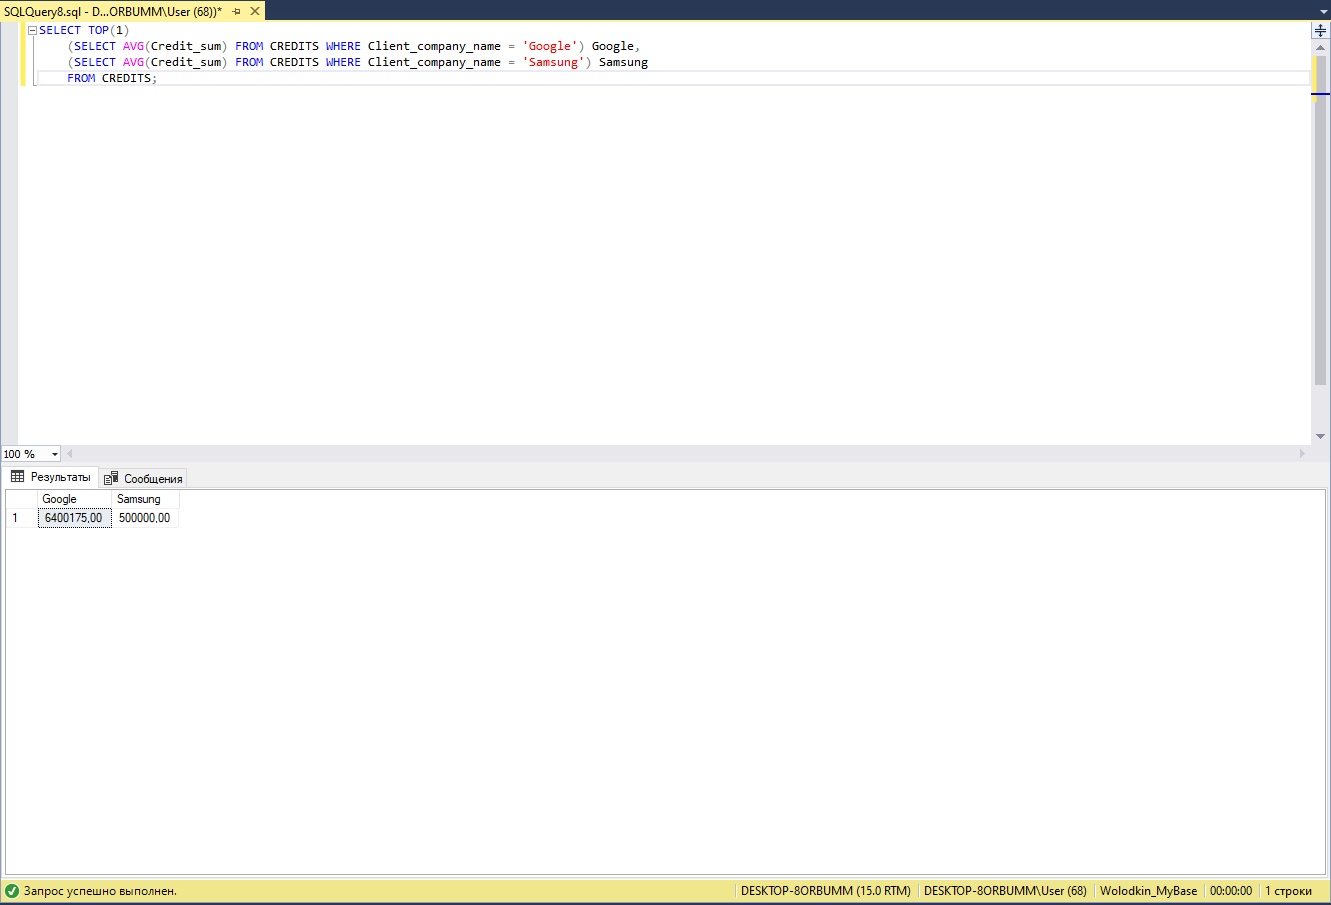 SQLQuery8.sql - D...ORBUMM\User (68))*
SELECT TOP(1)
(SELECT AVG(Credit_sum) FROM CREDITS WHERE Client_company_name = 'Google') Google,
(SELECT AVG(Credit_sum) FROM CREDITS WHERE Client_company_name = 'Samsung') Samsung
FROM CREDITS;
100 %
Результаты Сообщения
Google Samsung
1 6400175,00 500000,00
Запрос успешно выполнен. DESKTOP-8ORBUMM (15.0 RTM) DESKTOP-8ORBUMM\User (68) Wolodkin_MyBase 00:00:00 1 строки